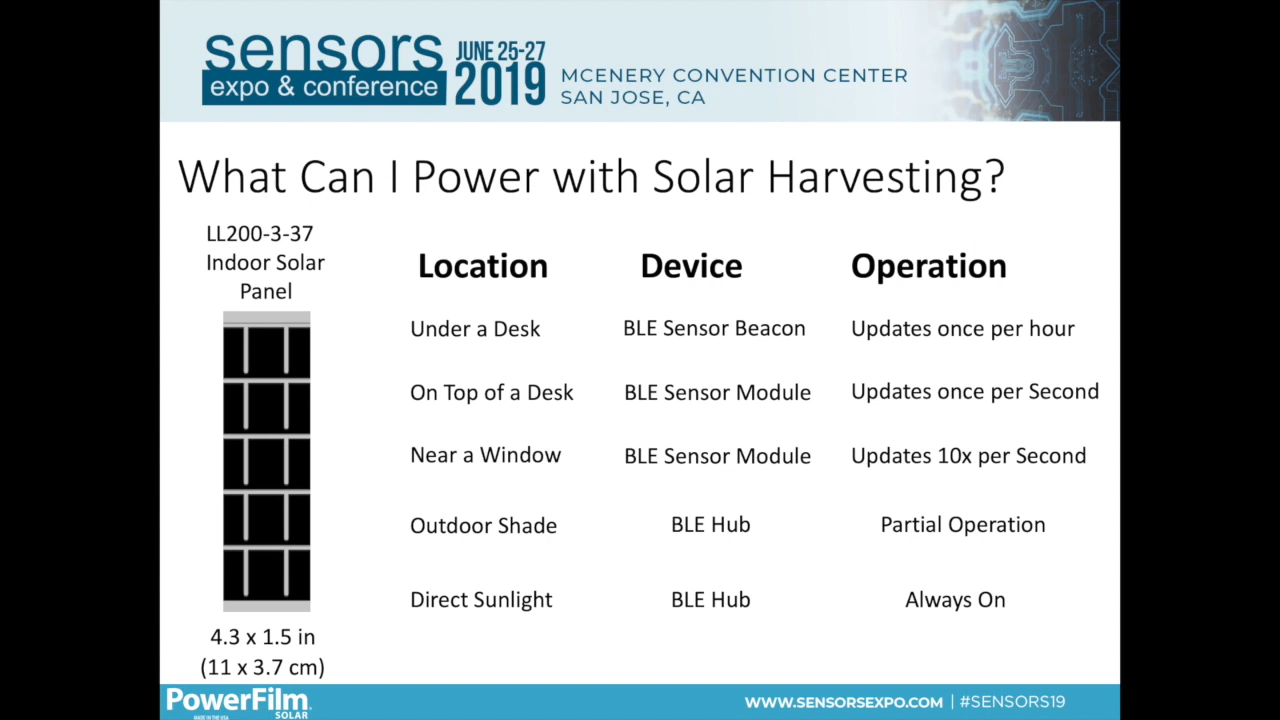 sensors
expo & conference
JUNE 25-27
2019
MCENERY CONVENTION CENTER
SAN JOSE, CA
What Can I Power with Solar Harvesting?
LL200-3-37
Indoor Solar
Panel
4.3 x 1.5 in
(11 x 3.7 cm)
Location Device Operation
Under a Desk BLE Sensor Beacon Updates once per hour
On Top of a Desk BLE Sensor Module Updates once per Second
Near a Window BLE Sensor Module Updates 10x per Second
Outdoor Shade BLE Hub Partial Operation
Direct Sunlight BLE Hub Always On
PowerFilm
SOLAR
MADE IN THE USA
WWW.SENSORSEXPO.COM | #SENSORS19